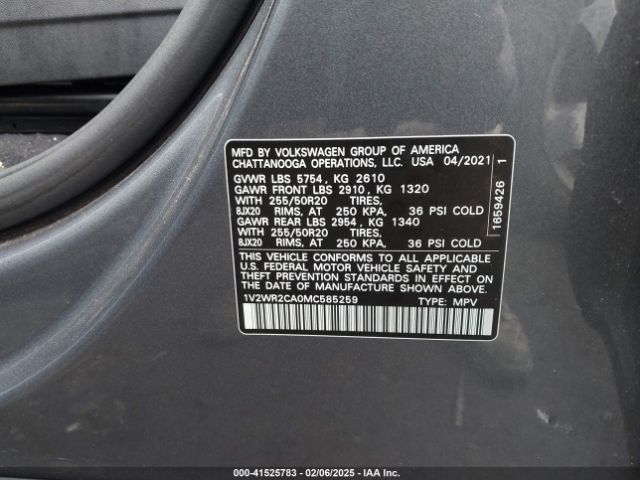 MFD BY VOLKSWAGEN GROUP OF AMERICA
CHATTANOOGA OPERATIONS, LLC. USA 04/2021
GVWR LBS 5754 , KG 2610
GAWR FRONT LBS 2910 , KG 1320
WITH 255/50R20 TIRES,
8JX20 RIMS, AT 250 KPA, 36 PSI COLD
GAWR REAR LBS 2954 , KG 1340
WITH 255/50R20 TIRES,
8JX20 RIMS, AT 250 KPA, 36 PSI COLD
THIS VEHICLE CONFORMS TO ALL APPLICABLE
U.S. FEDERAL MOTOR VEHICLE SAFETY AND
THEFT PREVENTION STANDARDS IN EFFECT ON
THE DATE OF MANUFACTURE SHOWN ABOVE.
1V2WR2CA0MC585259 TYPE: MPV
1659426 1
000-41525783 - 02/06/2025 - IAA Inc.